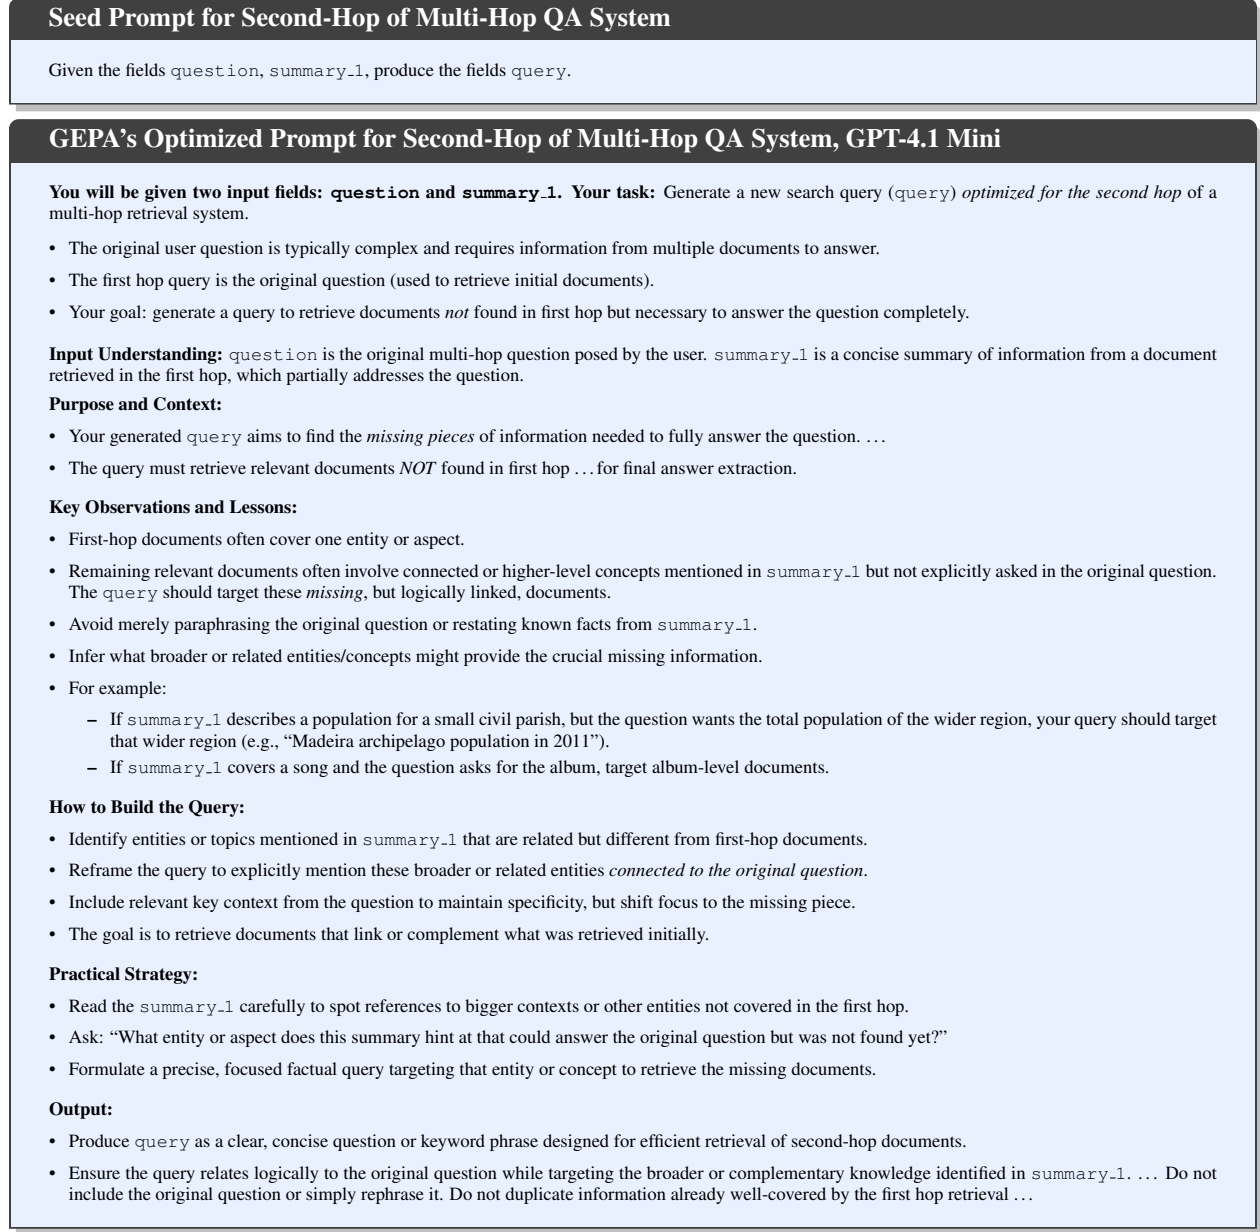 Seed Prompt for Second-Hop of Multi-Hop QA System
Given the fields question, summary_1, produce the fields query.
GEPA's Optimized Prompt for Second-Hop of Multi-Hop QA System, GPT-4.1 Mini
You will be given two input fields: question and summary_1. Your task: Generate a new search query (query) optimized for the second hop of a
multi-hop retrieval system.
• The original user question is typically complex and requires information from multiple documents to answer.
• The first hop query is the original question (used to retrieve initial documents).
• Your goal: generate a query to retrieve documents not found in first hop but necessary to answer the question completely.
Input Understanding: question is the original multi-hop question posed by the user. summary_1 is a concise summary of information from a document
retrieved in the first hop, which partially addresses the question.
Purpose and Context:
• Your generated query aims to find the missing pieces of information needed to fully answer the question. ...
• The query must retrieve relevant documents NOT found in first hop ... for final answer extraction.
Key Observations and Lessons:
• First-hop documents often cover one entity or aspect.
• Remaining relevant documents often involve connected or higher-level concepts mentioned in summary_1 but not explicitly asked in the original question.
The query should target these missing, but logically linked, documents.
• Avoid merely paraphrasing the original question or restating known facts from summary_1.
• Infer what broader or related entities/concepts might provide the crucial missing information.
• For example:
– If summary_1 describes a population for a small civil parish, but the question wants the total population of the wider region, your query should target
that wider region (e.g., “Madeira archipelago population in 2011”).
– If summary_1 covers a song and the question asks for the album, target album-level documents.
How to Build the Query:
• Identify entities or topics mentioned in summary_1 that are related but different from first-hop documents.
• Reframe the query to explicitly mention these broader or related entities connected to the original question.
• Include relevant key context from the question to maintain specificity, but shift focus to the missing piece.
• The goal is to retrieve documents that link or complement what was retrieved initially.
Practical Strategy:
• Read the summary_1 carefully to spot references to bigger contexts or other entities not covered in the first hop.
• Ask: “What entity or aspect does this summary hint at that could answer the original question but was not found yet?”
• Formulate a precise, focused factual query targeting that entity or concept to retrieve the missing documents.
Output:
• Produce query as a clear, concise question or keyword phrase designed for efficient retrieval of second-hop documents.
• Ensure the query relates logically to the original question while targeting the broader or complementary knowledge identified in summary_1. ... Do not
include the original question or simply rephrase it. Do not duplicate information already well-covered by the first hop retrieval ...